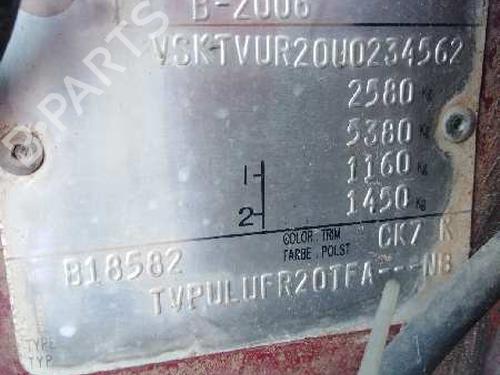 B-2006
VSKTVUR20U0234562
2580 KG
5380 KG
1160 KG
1 1450 KG
2
COLOR . TRIM CK7 K
FARBE . POLST
B18582
TVPULUFR20TFA---NB
TYPE
TYP
B-PARTS